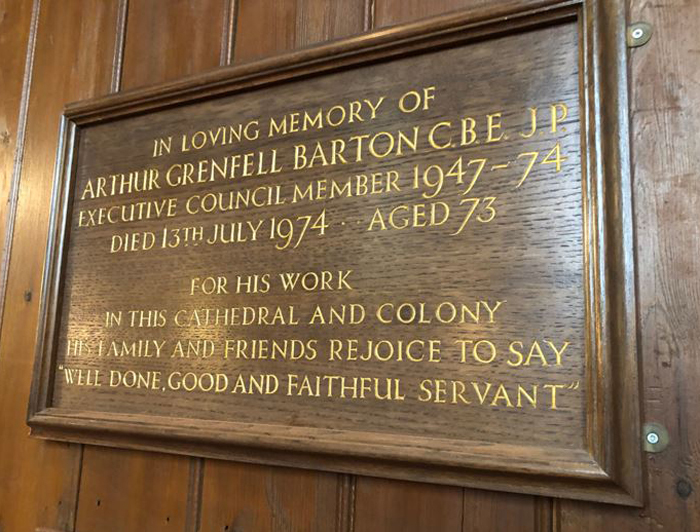 IN LOVING MEMORY OF
ARTHUR GRENFELL BARTON C.B.E. J.P.
EXECUTIVE COUNCIL MEMBER 1947-74
DIED 13TH JULY 1974 · · AGED 73
FOR HIS WORK
IN THIS CATHEDRAL AND COLONY
HIS FAMILY AND FRIENDS REJOICE TO SAY
"WELL DONE, GOOD AND FAITHFUL SERVANT"